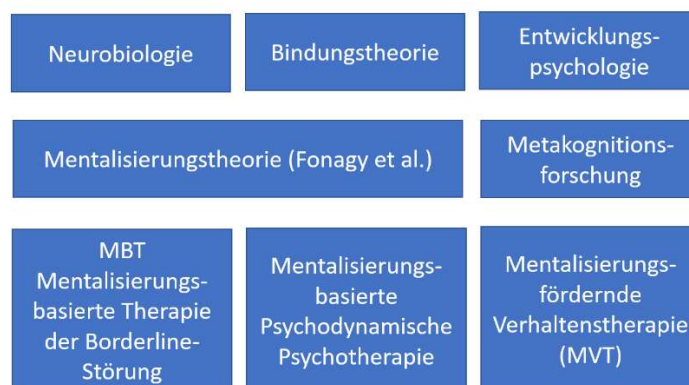 Neurobiologie
Bindungstheorie
Entwicklungs-
psychologie
Mentalisierungstheorie (Fonagy et al.)
Metakognitions-
forschung
MBT
Mentalisierungs-
basierte Therapie
der Borderline-
Störung
Mentalisierungs-
basierte
Psychodynamische
Psychotherapie
Mentalisierungs-
fördernde
Verhaltenstherapie
(MVT)